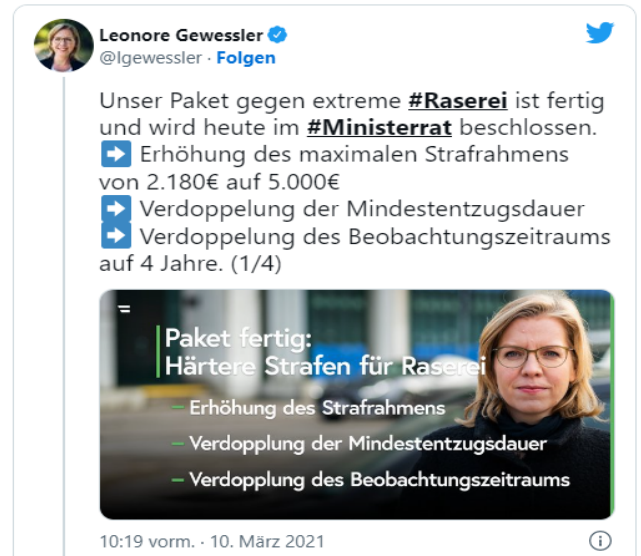 Leonore Gewessler
@lgewessler · Folgen
Unser Paket gegen extreme #Raserei ist fertig
und wird heute im #Ministerrat beschlossen.
➡️ Erhöhung des maximalen Strafrahmens
von 2.180€ auf 5.000€
➡️ Verdoppelung der Mindestentzugsdauer
➡️ Verdoppelung des Beobachtungszeitraums
auf 4 Jahre. (1/4)
Paket fertig:
Härtere Strafen für Raserei
– Erhöhung des Strafrahmens
– Verdopplung der Mindestentzugsdauer
– Verdopplung des Beobachtungszeitraums
10:19 vorm. · 10. März 2021